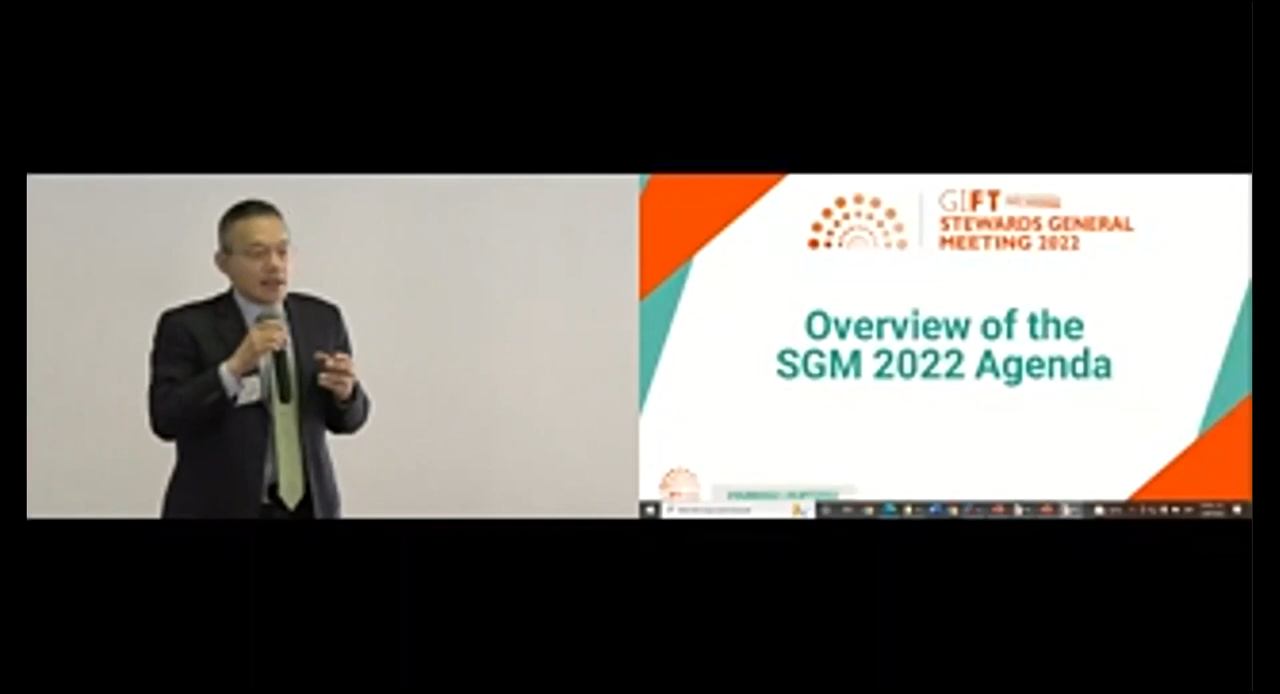 GIFT
STEWARDS GENERAL
MEETING 2022
Overview of the
SGM 2022 Agenda